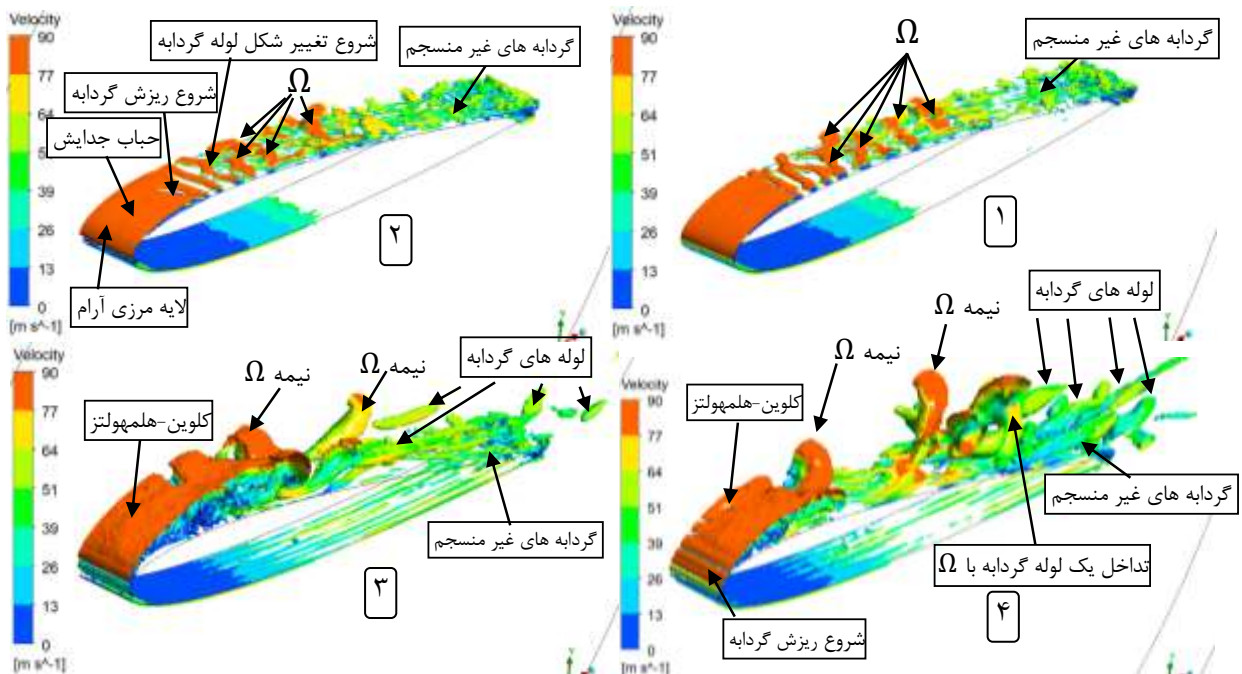 Velocity
90
77
64
51
39
26
13
0
[m s^-1]
شروع تغییر شکل لوله گردابه
شروع ریزش گردابه
حباب جدایش
لایه مرزی آرام
Ω
گردابه های غیر منسجم
۲
Velocity
90
77
64
51
39
26
13
0
[m s^-1]
Ω
گردابه های غیر منسجم
۱
Velocity
90
77
64
51
39
26
13
0
[m s^-1]
کلوین-هلمهولتز
نیمه Ω
نیمه Ω
لوله های گردابه
گردابه های غیر منسجم
۳
Velocity
90
77
64
51
39
26
13
0
[m s^-1]
کلوین-هلمهولتز
نیمه Ω
نیمه Ω
لوله های گردابه
گردابه های غیر منسجم
تداخل یک لوله گردابه با Ω
شروع ریزش گردابه
۴